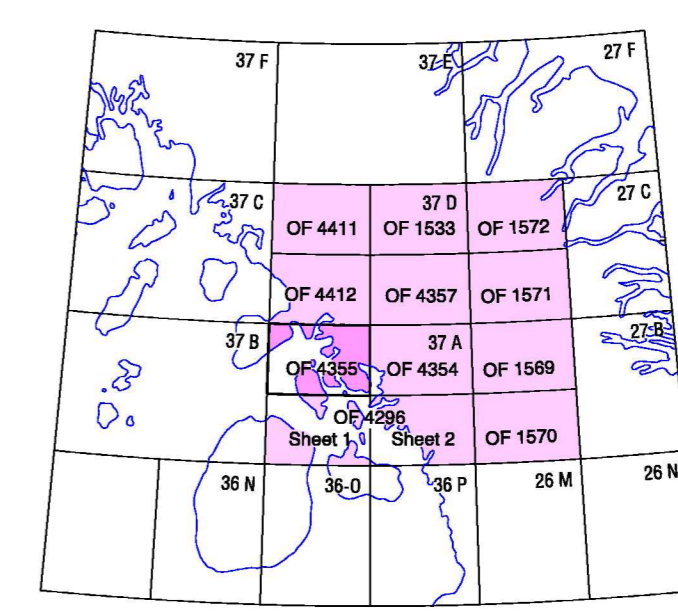 37 F
37 E
27 F
37 C
37 D
27 C
OF 4411
OF 1533
OF 1572
OF 4412
OF 4357
OF 1571
37 B
37 A
27 B
OF 4355
OF 4354
OF 1569
OF 4296
Sheet 1
Sheet 2
OF 1570
36 N
36-O
36 P
26 M
26 N